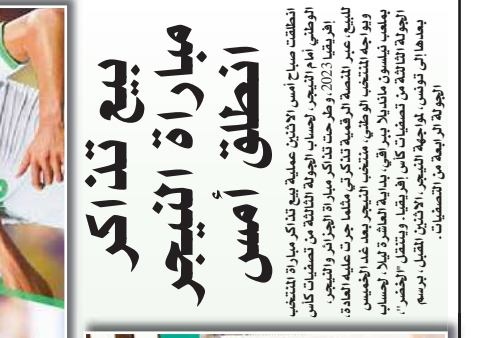 بيع تذاكر
مباراة النيجر
انطلق أمس
انطلقت صباح أمس الاثنين عملية بيع تذاكر مباراة المنتخب
الوطني أمام النيجر، لحساب الجولة الثالثة من تصفيات كاس
إفريقيا 2023. وطرحت تذاكر مباراة الجزائر والنيجر،
للبيع، عبر المنصة الرقمية تذكرتي مثلما جرت عليه العادة،
ويواجه المنتخب الوطني، منتخب النيجر بعد غد الخميس
بملعب نيلسون مانديلا ببراقي، بداية العاشرة ليلا، لحساب
الجولة الثالثة من تصفيات كأس إفريقيا. ويتنقل "الخضر"،
بعدها إلى تونس، لمواجهة النيجر، الاثنين المقبل، برسم
الجولة الرابعة من التصفيات.